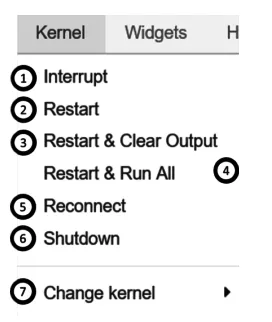 Kernel Widgets H
1 Interrupt
2 Restart
3 Restart & Clear Output
Restart & Run All 4
5 Reconnect
6 Shutdown
7 Change kernel